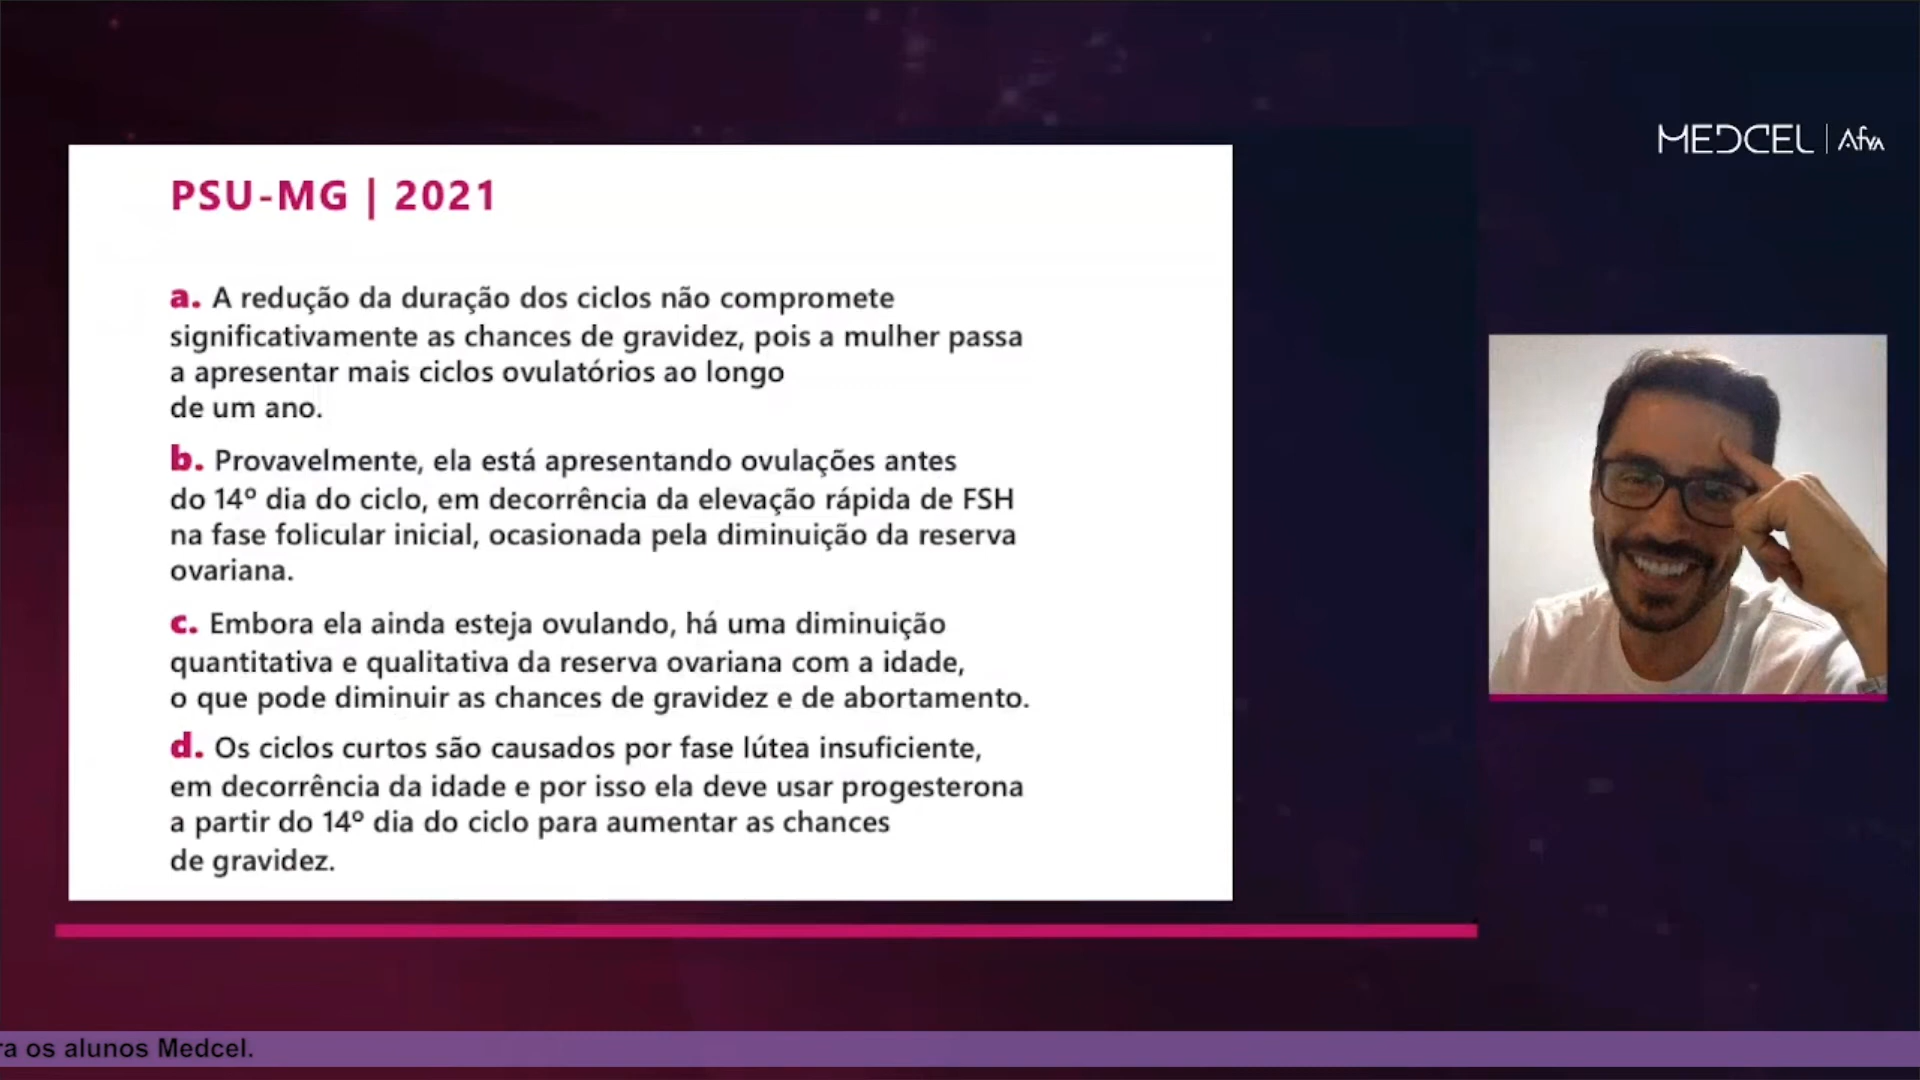 MEDCEL | Afya
PSU-MG | 2021
a. A redução da duração dos ciclos não compromete
significativamente as chances de gravidez, pois a mulher passa
a apresentar mais ciclos ovulatórios ao longo
de um ano.
b. Provavelmente, ela está apresentando ovulações antes
do 14º dia do ciclo, em decorrência da elevação rápida de FSH
na fase folicular inicial, ocasionada pela diminuição da reserva
ovariana.
c. Embora ela ainda esteja ovulando, há uma diminuição
quantitativa e qualitativa da reserva ovariana com a idade,
o que pode diminuir as chances de gravidez e de abortamento.
d. Os ciclos curtos são causados por fase lútea insuficiente,
em decorrência da idade e por isso ela deve usar progesterona
a partir do 14º dia do ciclo para aumentar as chances
de gravidez.
ra os alunos Medcel.